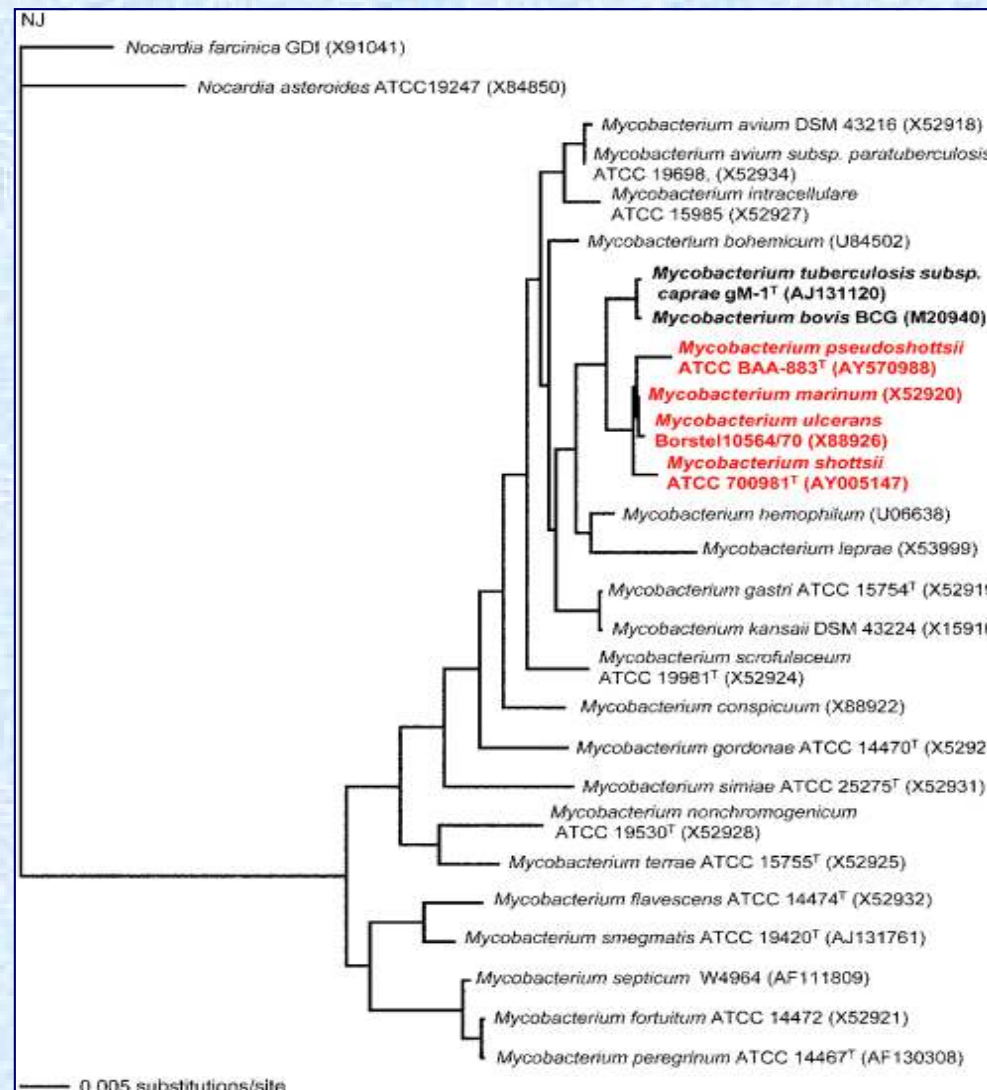 NJ
Nocardia farcinica GDI (X91041)
Nocardia asteroides ATCC19247 (X84850)
Mycobacterium avium DSM 43216 (X52918)
Mycobacterium avium subsp. paratuberculosis
ATCC 19698, (X52934)
Mycobacterium intracellulare
ATCC 15985 (X52927)
Mycobacterium bohemicum (U84502)
Mycobacterium tuberculosis subsp.
caprae gM-1ᵀ (AJ131120)
Mycobacterium bovis BCG (M20940)
Mycobacterium pseudoshottsii
ATCC BAA-883ᵀ (AY570988)
Mycobacterium marinum (X52920)
Mycobacterium ulcerans
Borstel10564/70 (X88926)
Mycobacterium shottsii
ATCC 700981ᵀ (AY005147)
Mycobacterium hemophilum (U06638)
Mycobacterium leprae (X53999)
Mycobacterium gastri ATCC 15754ᵀ (X52919
Mycobacterium kansaii DSM 43224 (X15916
Mycobacterium scrofulaceum
ATCC 19981ᵀ (X52924)
Mycobacterium conspicuum (X88922)
Mycobacterium gordonae ATCC 14470ᵀ (X5292
Mycobacterium simiae ATCC 25275ᵀ (X52931)
Mycobacterium nonchromogenicum
ATCC 19530ᵀ (X52928)
Mycobacterium terrae ATCC 15755ᵀ (X52925)
Mycobacterium flavescens ATCC 14474ᵀ (X52932)
Mycobacterium smegmatis ATCC 19420ᵀ (AJ131761)
Mycobacterium septicum W4964 (AF111809)
Mycobacterium fortuitum ATCC 14472 (X52921)
Mycobacterium peregrinum ATCC 14467ᵀ (AF130308)
0.005 substitutions/site